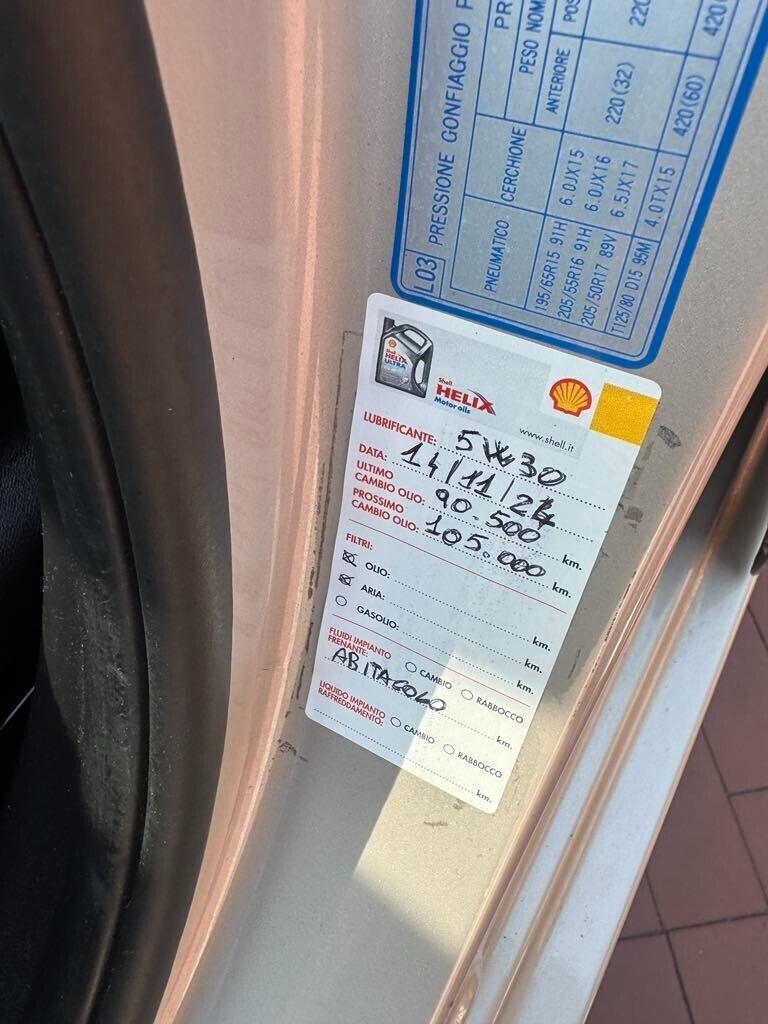 L03 PRESSIONE GONFIAGGIO
PNEUMATICO CERCHIONE ANTERIORE
PESO NOM
195/65R15 91H 6.0JX15
205/55R16 91H 6.0JX16 220(32) 220
205/50R17 89V 6.5JX17
T125/80 D15 95M 4.0TX15 420(60) 420
Shell HELIX ULTRA
Shell
HELIX
Motor oils
www.shell.it
LUBRIFICANTE: 5W30
DATA: 14/11/24
ULTIMO
CAMBIO OLIO: 90.500 km.
PROSSIMO
CAMBIO OLIO: 105.000 km.
FILTRI:
OLIO: km.
ARIA: km.
GASOLIO: km.
FLUIDI IMPIANTO
FRENANTE: CAMBIO RABBOCCO
ABITACOLO km.
LIQUIDO IMPIANTO
RAFFREDDAMENTO: CAMBIO RABBOCCO
km.